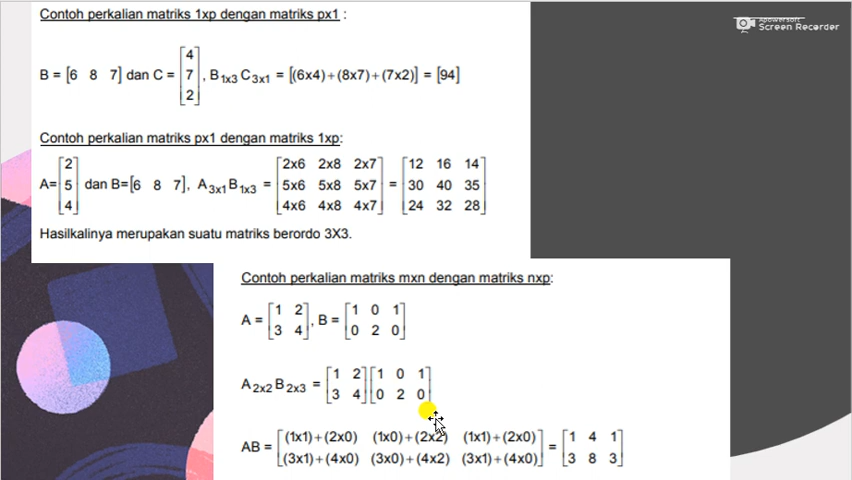 Contoh perkalian matriks 1xp dengan matriks px1 :
B = [6 8 7] dan C = [4 7 2], B1x3 C3x1 = [(6x4)+(8x7)+(7x2)] = [94]
Contoh perkalian matriks px1 dengan matriks 1xp:
A= [2 5 4] dan B=[6 8 7], A3x1 B1x3 = [2x6 2x8 2x7
5x6 5x8 5x7
4x6 4x8 4x7] = [12 16 14
30 40 35
24 32 28]
Hasilkalinya merupakan suatu matriks berordo 3X3.
Contoh perkalian matriks mxn dengan matriks nxp:
A = [1 2
3 4], B = [1 0 1
0 2 0]
A2x2 B2x3 = [1 2
3 4] [1 0 1
0 2 0]
AB = [(1x1)+(2x0) (1x0)+(2x2) (1x1)+(2x0)
(3x1)+(4x0) (3x0)+(4x2) (3x1)+(4x0)] = [1 4 1
3 8 3]
Apowersoft
Screen Recorder